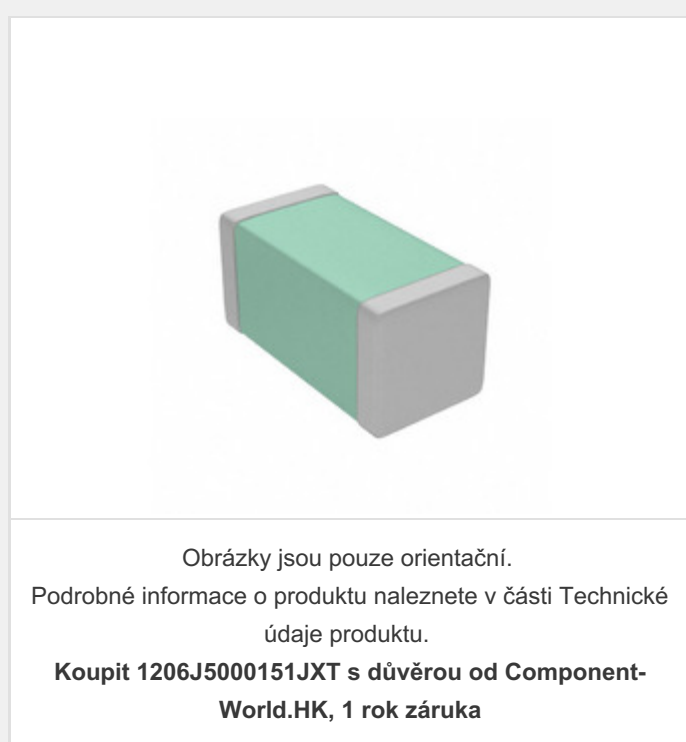 Obrázky jsou pouze orientační.
Podrobné informace o produktu naleznete v části Technické
údaje produktu.
Koupit 1206J5000151JXT s důvěrou od Component-
World.HK, 1 rok záruka